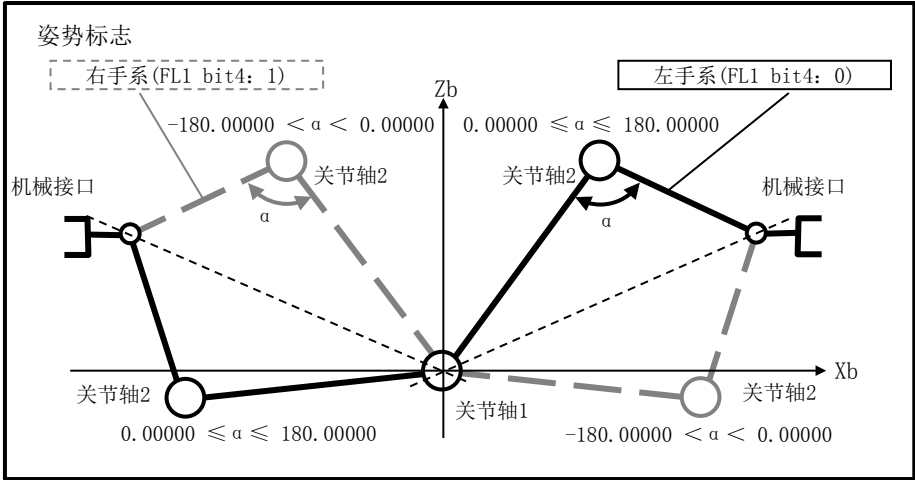 姿势标志
右手系(FL1 bit4: 1)
左手系(FL1 bit4: 0)
Zb
-180.00000 ＜α＜ 0.00000
0.00000 ≦α≦ 180.00000
机械接口
关节轴2
关节轴2
机械接口
α
α
Xb
关节轴2
关节轴1
关节轴2
0.00000 ≦α≦ 180.00000
-180.00000 ＜α＜ 0.00000